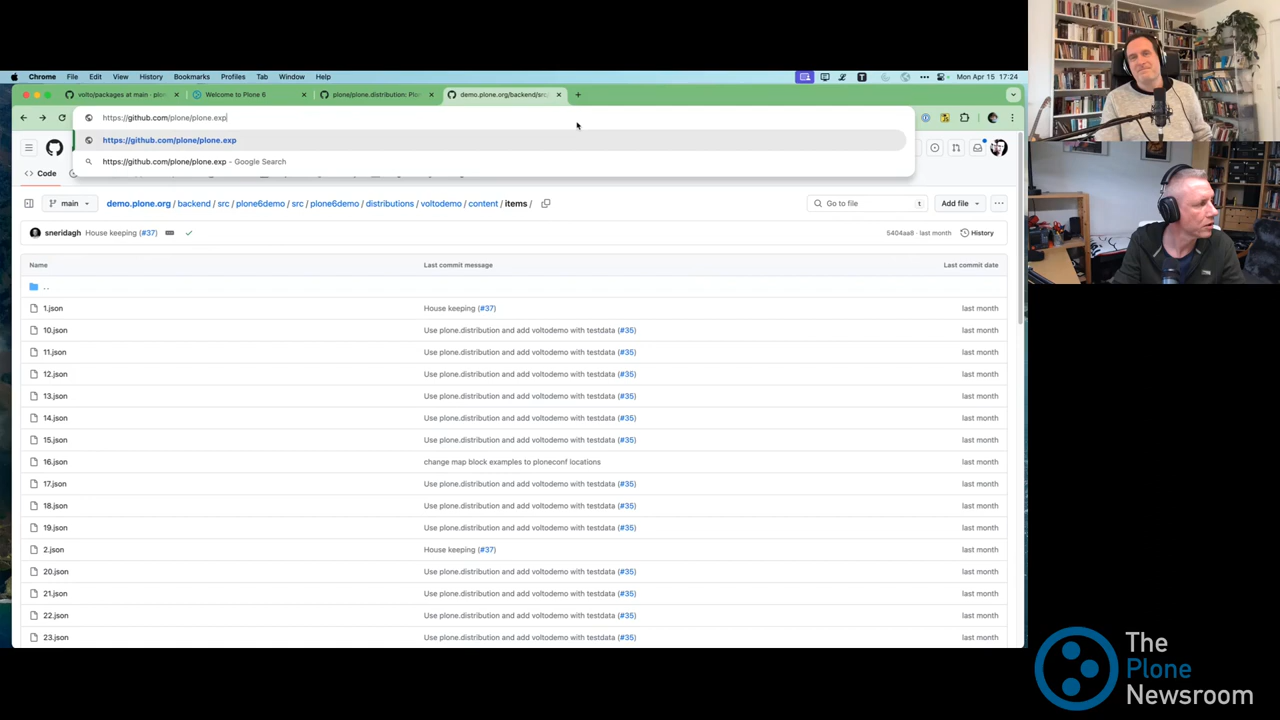 Chrome File Edit View History Bookmarks Profiles Tab Window Help
Mon Apr 15 17:24
volto/packages at main · plon
Welcome to Plone 6
plone/plone.distribution: Plon
demo.plone.org/backend/src/
https://github.com/plone/plone.exp
https://github.com/plone/plone.exp
https://github.com/plone/plone.exp - Google Search
Code
main
demo.plone.org / backend / src / plone6demo / src / plone6demo / distributions / voltodemo / content / items /
Go to file t
Add file
sneridagh House keeping (#37)
5404aa8 · last month
History
Name Last commit message Last commit date
..
1.json House keeping (#37) last month
10.json Use plone.distribution and add voltodemo with testdata (#35) last month
11.json Use plone.distribution and add voltodemo with testdata (#35) last month
12.json Use plone.distribution and add voltodemo with testdata (#35) last month
13.json Use plone.distribution and add voltodemo with testdata (#35) last month
14.json Use plone.distribution and add voltodemo with testdata (#35) last month
15.json Use plone.distribution and add voltodemo with testdata (#35) last month
16.json change map block examples to ploneconf locations last month
17.json Use plone.distribution and add voltodemo with testdata (#35) last month
18.json Use plone.distribution and add voltodemo with testdata (#35) last month
19.json Use plone.distribution and add voltodemo with testdata (#35) last month
2.json House keeping (#37) last month
20.json Use plone.distribution and add voltodemo with testdata (#35) last month
21.json Use plone.distribution and add voltodemo with testdata (#35) last month
22.json Use plone.distribution and add voltodemo with testdata (#35) last month
23.json Use plone.distribution and add voltodemo with testdata (#35) last month
The
Plone
Newsroom